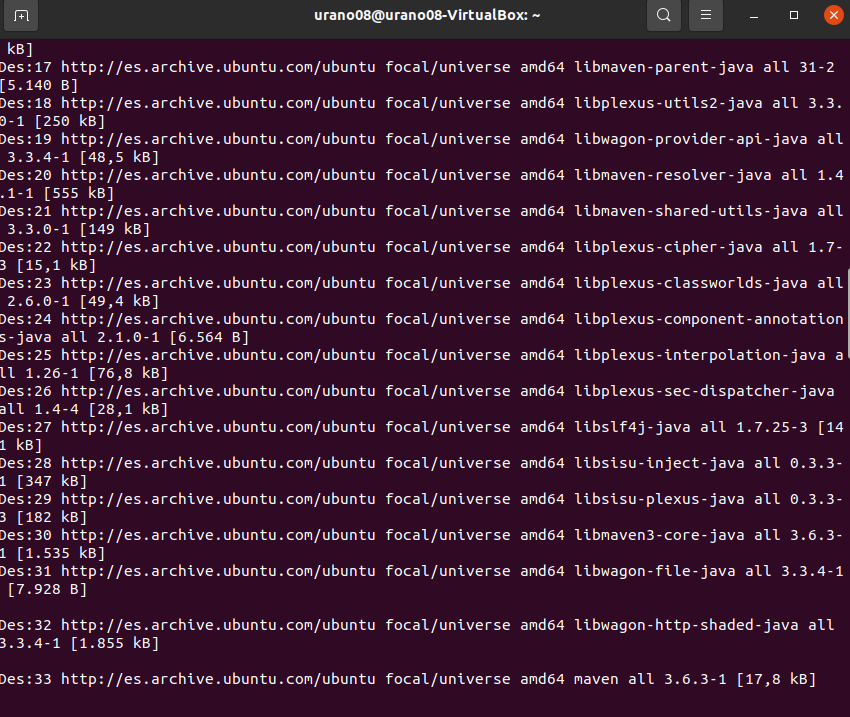 urano08@urano08-VirtualBox: ~
kB]
Des:17 http://es.archive.ubuntu.com/ubuntu focal/universe amd64 libmaven-parent-java all 31-2
[5.140 B]
Des:18 http://es.archive.ubuntu.com/ubuntu focal/universe amd64 libplexus-utils2-java all 3.3.
0-1 [250 kB]
Des:19 http://es.archive.ubuntu.com/ubuntu focal/universe amd64 libwagon-provider-api-java all
3.3.4-1 [48,5 kB]
Des:20 http://es.archive.ubuntu.com/ubuntu focal/universe amd64 libmaven-resolver-java all 1.4
.1-1 [555 kB]
Des:21 http://es.archive.ubuntu.com/ubuntu focal/universe amd64 libmaven-shared-utils-java all
3.3.0-1 [149 kB]
Des:22 http://es.archive.ubuntu.com/ubuntu focal/universe amd64 libplexus-cipher-java all 1.7-
3 [15,1 kB]
Des:23 http://es.archive.ubuntu.com/ubuntu focal/universe amd64 libplexus-classworlds-java all
2.6.0-1 [49,4 kB]
Des:24 http://es.archive.ubuntu.com/ubuntu focal/universe amd64 libplexus-component-annotation
s-java all 2.1.0-1 [6.564 B]
Des:25 http://es.archive.ubuntu.com/ubuntu focal/universe amd64 libplexus-interpolation-java a
ll 1.26-1 [76,8 kB]
Des:26 http://es.archive.ubuntu.com/ubuntu focal/universe amd64 libplexus-sec-dispatcher-java
all 1.4-4 [28,1 kB]
Des:27 http://es.archive.ubuntu.com/ubuntu focal/universe amd64 libslf4j-java all 1.7.25-3 [14
1 kB]
Des:28 http://es.archive.ubuntu.com/ubuntu focal/universe amd64 libsisu-inject-java all 0.3.3-
1 [347 kB]
Des:29 http://es.archive.ubuntu.com/ubuntu focal/universe amd64 libsisu-plexus-java all 0.3.3-
3 [182 kB]
Des:30 http://es.archive.ubuntu.com/ubuntu focal/universe amd64 libmaven3-core-java all 3.6.3-
1 [1.535 kB]
Des:31 http://es.archive.ubuntu.com/ubuntu focal/universe amd64 libwagon-file-java all 3.3.4-1
[7.928 B]
Des:32 http://es.archive.ubuntu.com/ubuntu focal/universe amd64 libwagon-http-shaded-java all
3.3.4-1 [1.855 kB]
Des:33 http://es.archive.ubuntu.com/ubuntu focal/universe amd64 maven all 3.6.3-1 [17,8 kB]